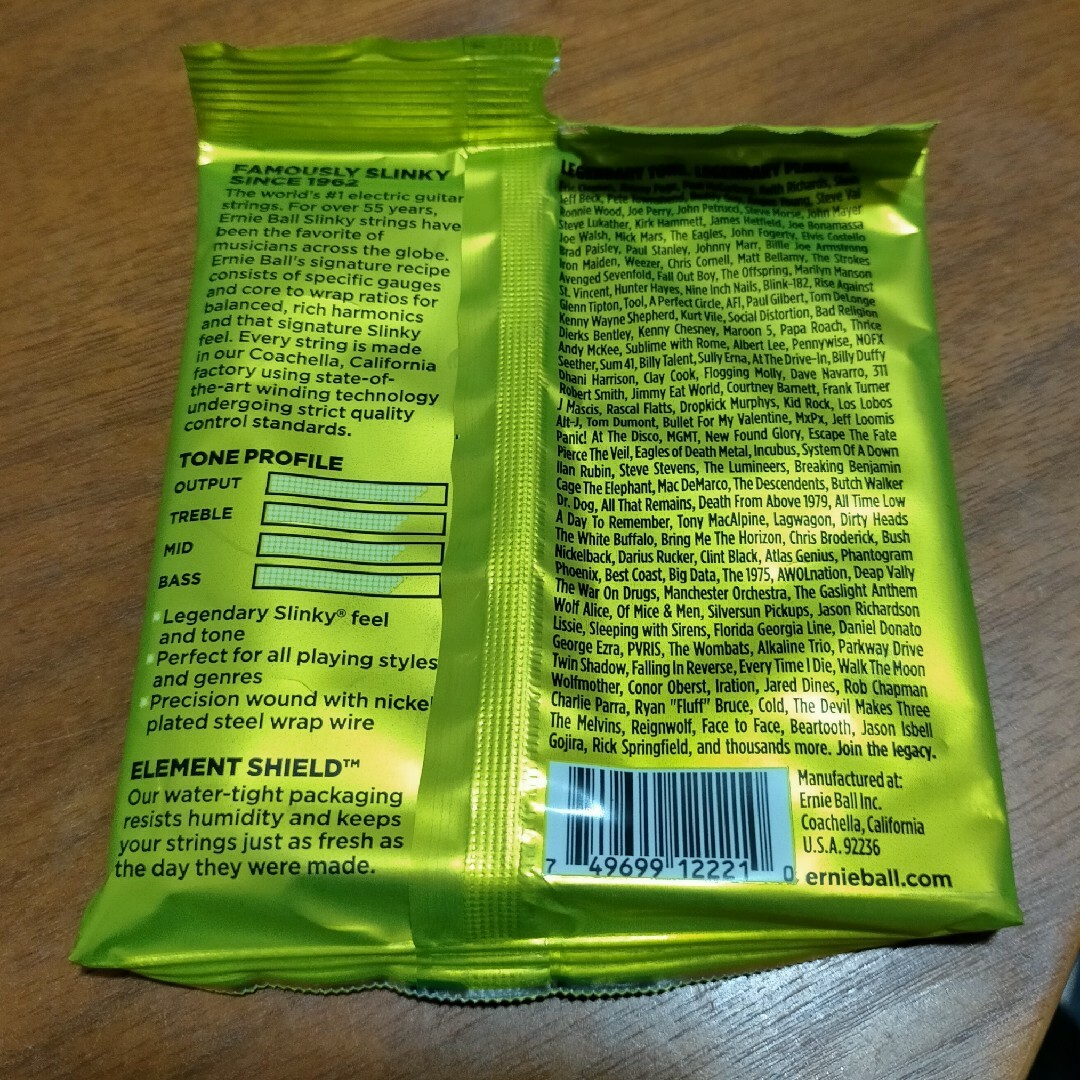 FAMOUSLY SLINKY
SINCE 1962
The world's #1 electric guitar
strings. For over 55 years,
Ernie Ball Slinky strings have
been the favorite of
musicians across the globe.
Ernie Ball's signature recipe
consists of specific gauges
and core to wrap ratios for
balanced, rich harmonics
and that signature Slinky
feel. Every string is made
in our Coachella, California
factory using state-of-
the-art winding technology
undergoing strict quality
control standards.
TONE PROFILE
OUTPUT
TREBLE
MID
BASS
Legendary Slinky® feel
and tone
Perfect for all playing styles
and genres
Precision wound with nickel
plated steel wrap wire
ELEMENT SHIELD™
Our water-tight packaging
resists humidity and keeps
your strings just as fresh as
the day they were made.
Keith Richards,
Jeff Beck, Pete Steve Vai
Ronnie Wood, Joe Perry, John Petrucci, Steve Morse, John Mayer
Steve Lukather, Kirk Hammett, James Hetfield, Joe Bonamassa
Joe Walsh, Mick Mars, The Eagles, John Fogerty, Elvis Costello
Brad Paisley, Paul Stanley, Johnny Marr, Billie Joe Armstrong
Iron Maiden, Weezer, Chris Cornell, Matt Bellamy, The Strokes
Avenged Sevenfold, Fall Out Boy, The Offspring, Marilyn Manson
St. Vincent, Hunter Hayes, Nine Inch Nails, Blink-182, Rise Against
Glenn Tipton, Tool, A Perfect Circle, AFI, Paul Gilbert, Tom DeLonge
Kenny Wayne Shepherd, Kurt Vile, Social Distortion, Bad Religion
Dierks Bentley, Kenny Chesney, Maroon 5, Papa Roach, Thrice
Andy McKee, Sublime with Rome, Albert Lee, Pennywise, NOFX
Seether, Sum 41, Billy Talent, Sully Erna, At The Drive-In, Billy Duffy
Dhani Harrison, Clay Cook, Flogging Molly, Dave Navarro, 311
Robert Smith, Jimmy Eat World, Courtney Barnett, Frank Turner
J Mascis, Rascal Flatts, Dropkick Murphys, Kid Rock, Los Lobos
Alt-J, Tom Dumont, Bullet For My Valentine, MxPx, Jeff Loomis
Panic! At The Disco, MGMT, New Found Glory, Escape The Fate
Pierce The Veil, Eagles of Death Metal, Incubus, System Of A Down
Ilan Rubin, Steve Stevens, The Lumineers, Breaking Benjamin
Cage The Elephant, Mac DeMarco, The Descendents, Butch Walker
Dr. Dog, All That Remains, Death From Above 1979, All Time Low
A Day To Remember, Tony MacAlpine, Lagwagon, Dirty Heads
The White Buffalo, Bring Me The Horizon, Chris Broderick, Bush
Nickelback, Darius Rucker, Clint Black, Atlas Genius, Phantogram
Phoenix, Best Coast, Big Data, The 1975, AWOLnation, Deap Vally
The War On Drugs, Manchester Orchestra, The Gaslight Anthem
Wolf Alice, Of Mice & Men, Silversun Pickups, Jason Richardson
Lissie, Sleeping with Sirens, Florida Georgia Line, Daniel Donato
George Ezra, PVRIS, The Wombats, Alkaline Trio, Parkway Drive
Twin Shadow, Falling In Reverse, Every Time I Die, Walk The Moon
Wolfmother, Conor Oberst, Iration, Jared Dines, Rob Chapman
Charlie Parra, Ryan "Fluff" Bruce, Cold, The Devil Makes Three
The Melvins, Reignwolf, Face to Face, Beartooth, Jason Isbell
Gojira, Rick Springfield, and thousands more. Join the legacy.
7 49699 12221 0
Manufactured at:
Ernie Ball Inc.
Coachella, California
U.S.A. 92236
ernieball.com